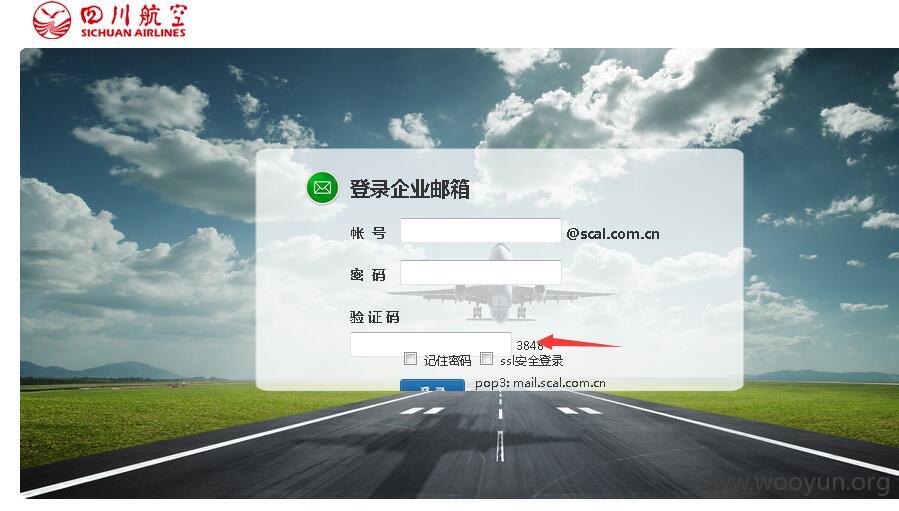 四川航空
SICHUAN AIRLINES
登录企业邮箱
帐 号 @scal.com.cn
密 码
验证码
3848
记住密码 ssl安全登录
登 录 pop3: mail.scal.com.cn
www.wooyun.org